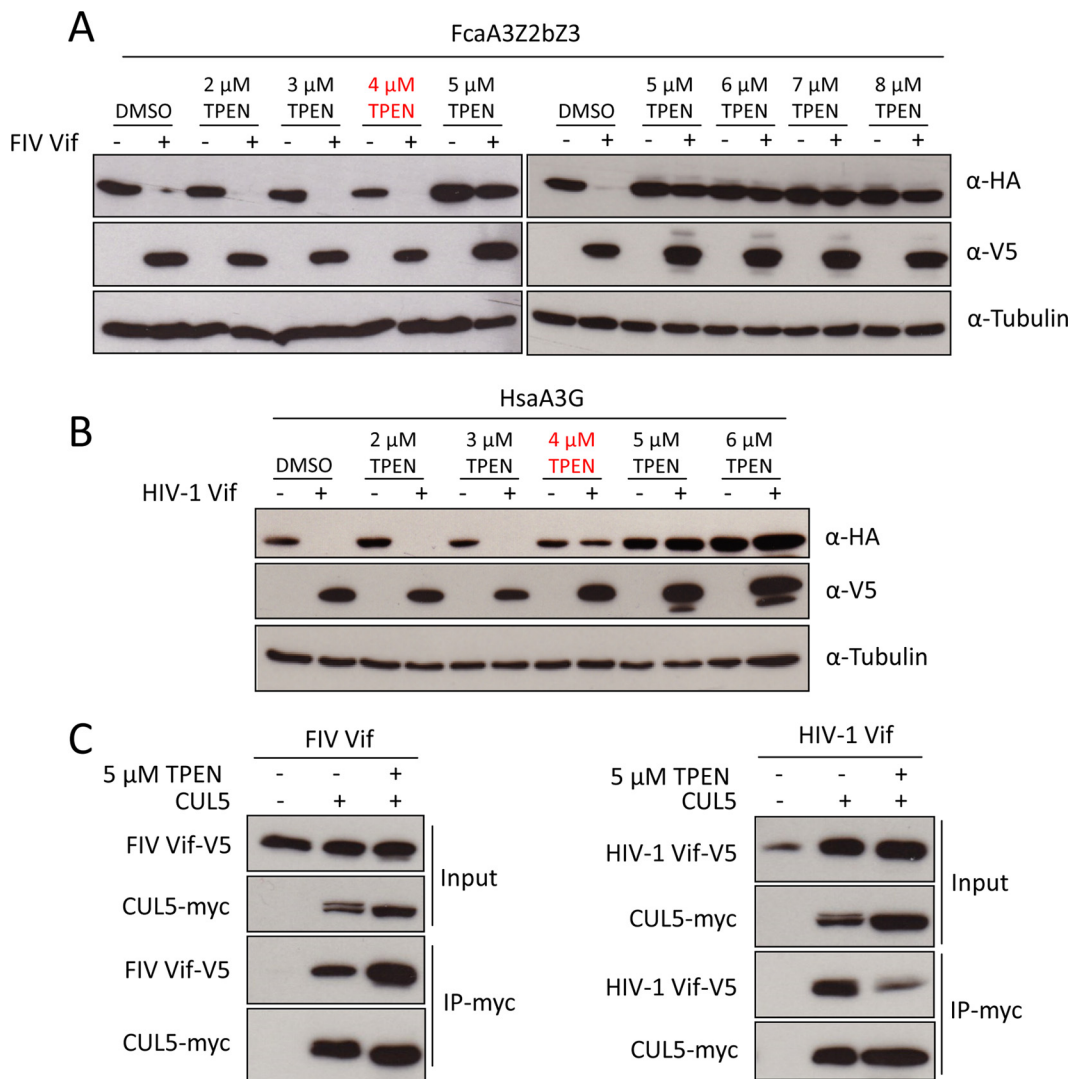 A
FcaA3Z2bZ3
2 µM 3 µM 4 µM 5 µM 5 µM 6 µM 7 µM 8 µM
DMSO TPEN TPEN TPEN TPEN DMSO TPEN TPEN TPEN TPEN
FIV Vif - + - + - + - + - + - + - + - + - + - +
α-HA
α-V5
α-Tubulin
B
HsaA3G
2 µM 3 µM 4 µM 5 µM 6 µM
DMSO TPEN TPEN TPEN TPEN TPEN
HIV-1 Vif - + - + - + - + - + - +
α-HA
α-V5
α-Tubulin
C
FIV Vif
5 µM TPEN - - +
CUL5 - + +
FIV Vif-V5
CUL5-myc
Input
FIV Vif-V5
CUL5-myc
IP-myc
HIV-1 Vif
5 µM TPEN - - +
CUL5 - + +
HIV-1 Vif-V5
CUL5-myc
Input
HIV-1 Vif-V5
CUL5-myc
IP-myc